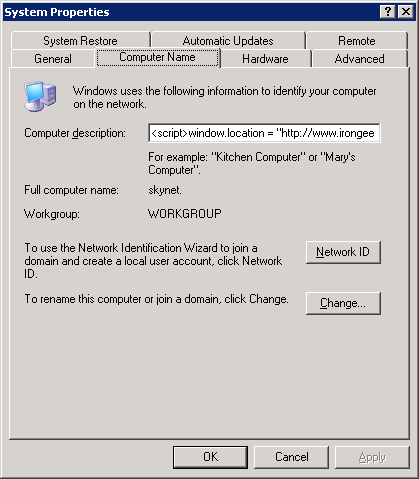 System Properties
System Restore Automatic Updates Remote
General Computer Name Hardware Advanced
Windows uses the following information to identify your computer
on the network.
Computer description: <script>window.location = "http://www.irongee
For example: "Kitchen Computer" or "Mary's
Computer".
Full computer name: skynet.
Workgroup: WORKGROUP
To use the Network Identification Wizard to join a
domain and create a local user account, click Network
ID.
Network ID
To rename this computer or join a domain, click Change.
Change...
OK Cancel Apply